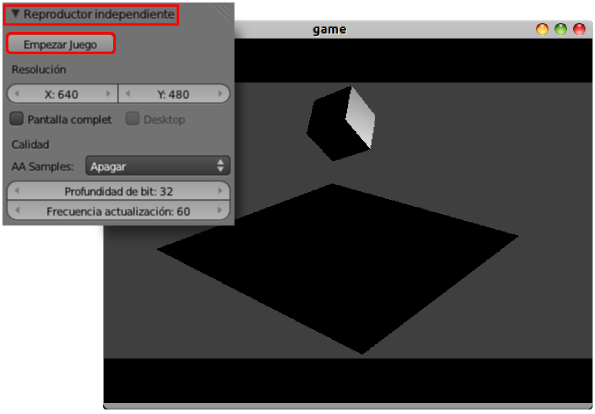 Reproductor independiente
Empezar Juego
Resolución
X: 640 Y: 480
Pantalla complet Desktop
Calidad
AA Samples: Apagar
Profundidad de bit: 32
Frecuencia actualización: 60
game